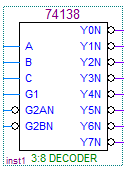 74138
Y0N
A Y1N
B Y2N
C Y3N
G1 Y4N
G2AN Y5N
G2BN Y6N
Y7N
inst1 3:8 DECODER